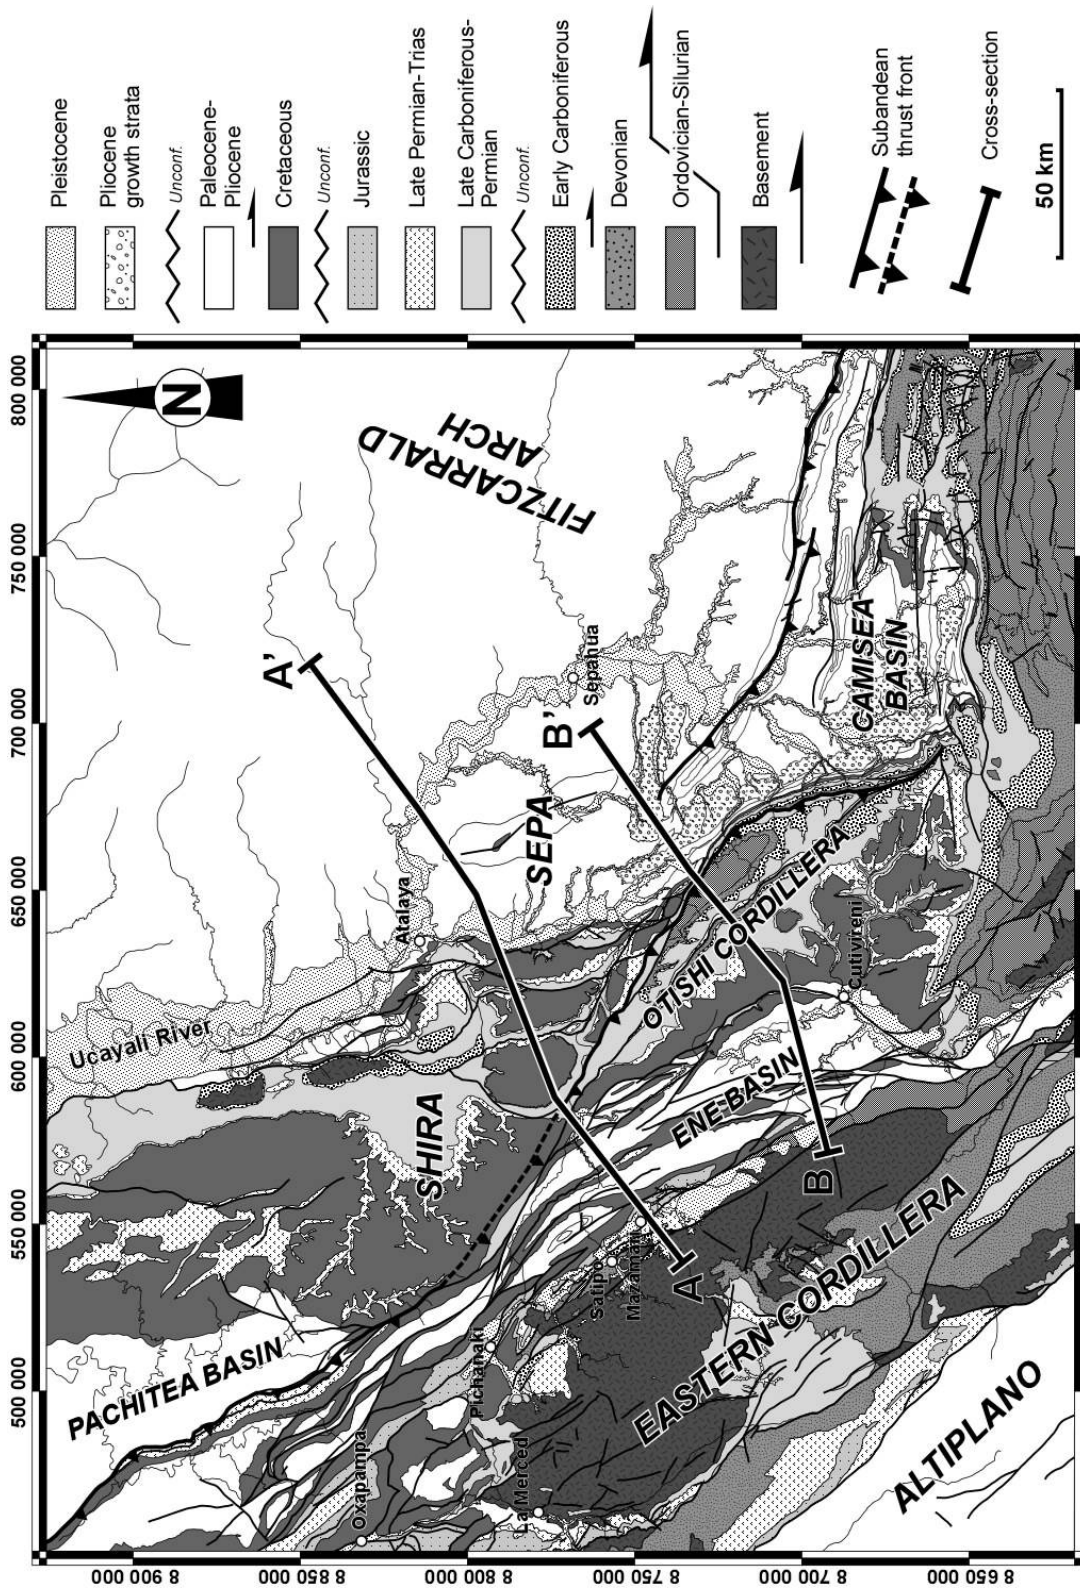 800 000
750 000
700 000
650 000
600 000
550 000
500 000
8 900 000
8 850 000
8 800 000
8 750 000
8 700 000
8 650 000
N
FITZCARRALD
ARCH
A'
B'
Sepahua
SEPA
CAMISEA
BASIN
Atalaya
Ucayali River
OTISHI CORDILLERA
Cutivireni
SHIRA
ENE BASIN
B
A
Satipo
Mazamari
PACHITEA BASIN
Pichanaki
EASTERN CORDILLERA
Oxapampa
La Merced
ALTIPLANO
Pleistocene
Pliocene
growth strata
Unconf.
Paleocene-
Pliocene
Cretaceous
Unconf.
Jurassic
Late Permian-Trias
Late Carboniferous-
Permian
Unconf.
Early Carboniferous
Devonian
Ordovician-Silurian
Basement
Subandean
thrust front
Cross-section
50 km